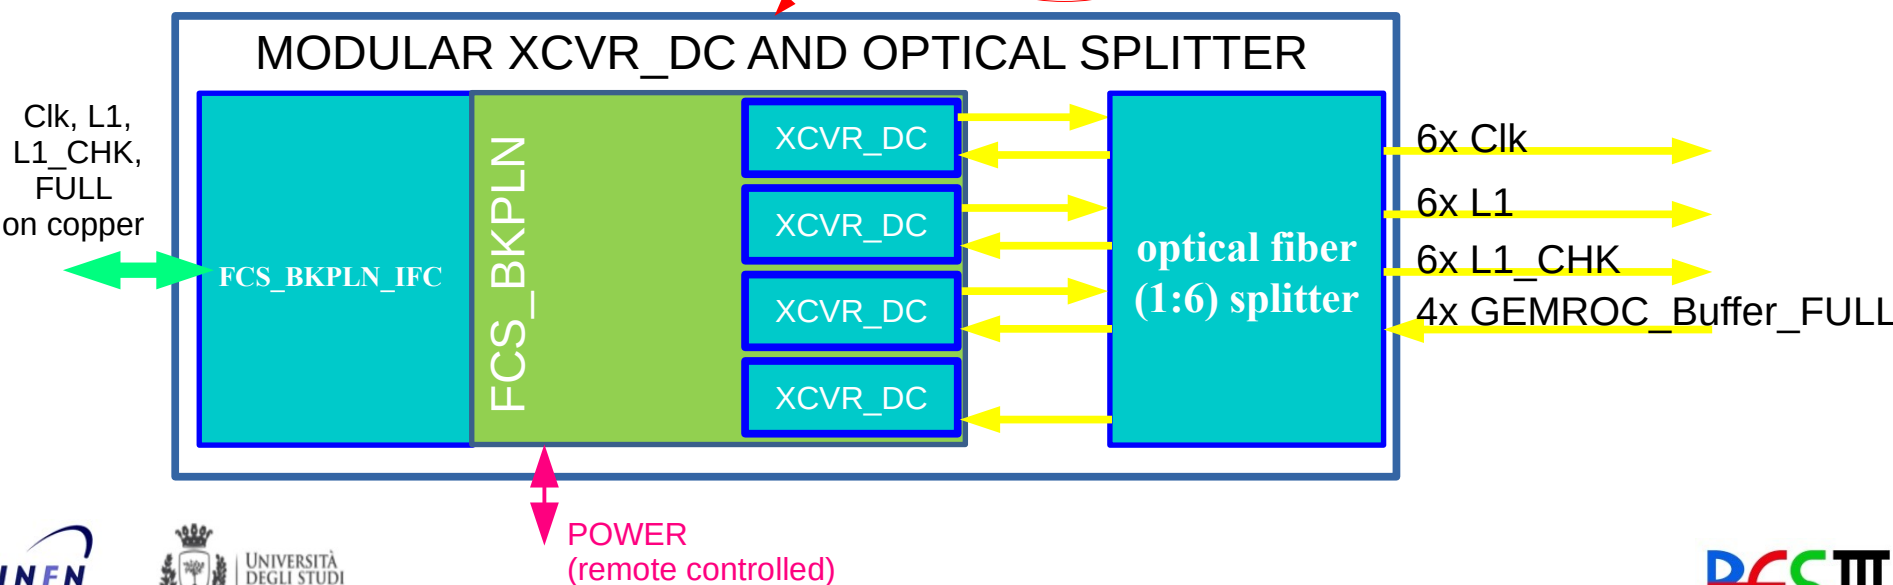 MODULAR XCVR_DC AND OPTICAL SPLITTER
Clk, L1,
L1_CHK,
FULL
on copper
FCS_BKPLN_IFC
FCS_BKPLN
XCVR_DC
XCVR_DC
XCVR_DC
XCVR_DC
optical fiber
(1:6) splitter
6x Clk
6x L1
6x L1_CHK
4x GEMROC_Buffer_FULL
POWER
(remote controlled)
INFN
UNIVERSITÀ
DEGLI STUDI